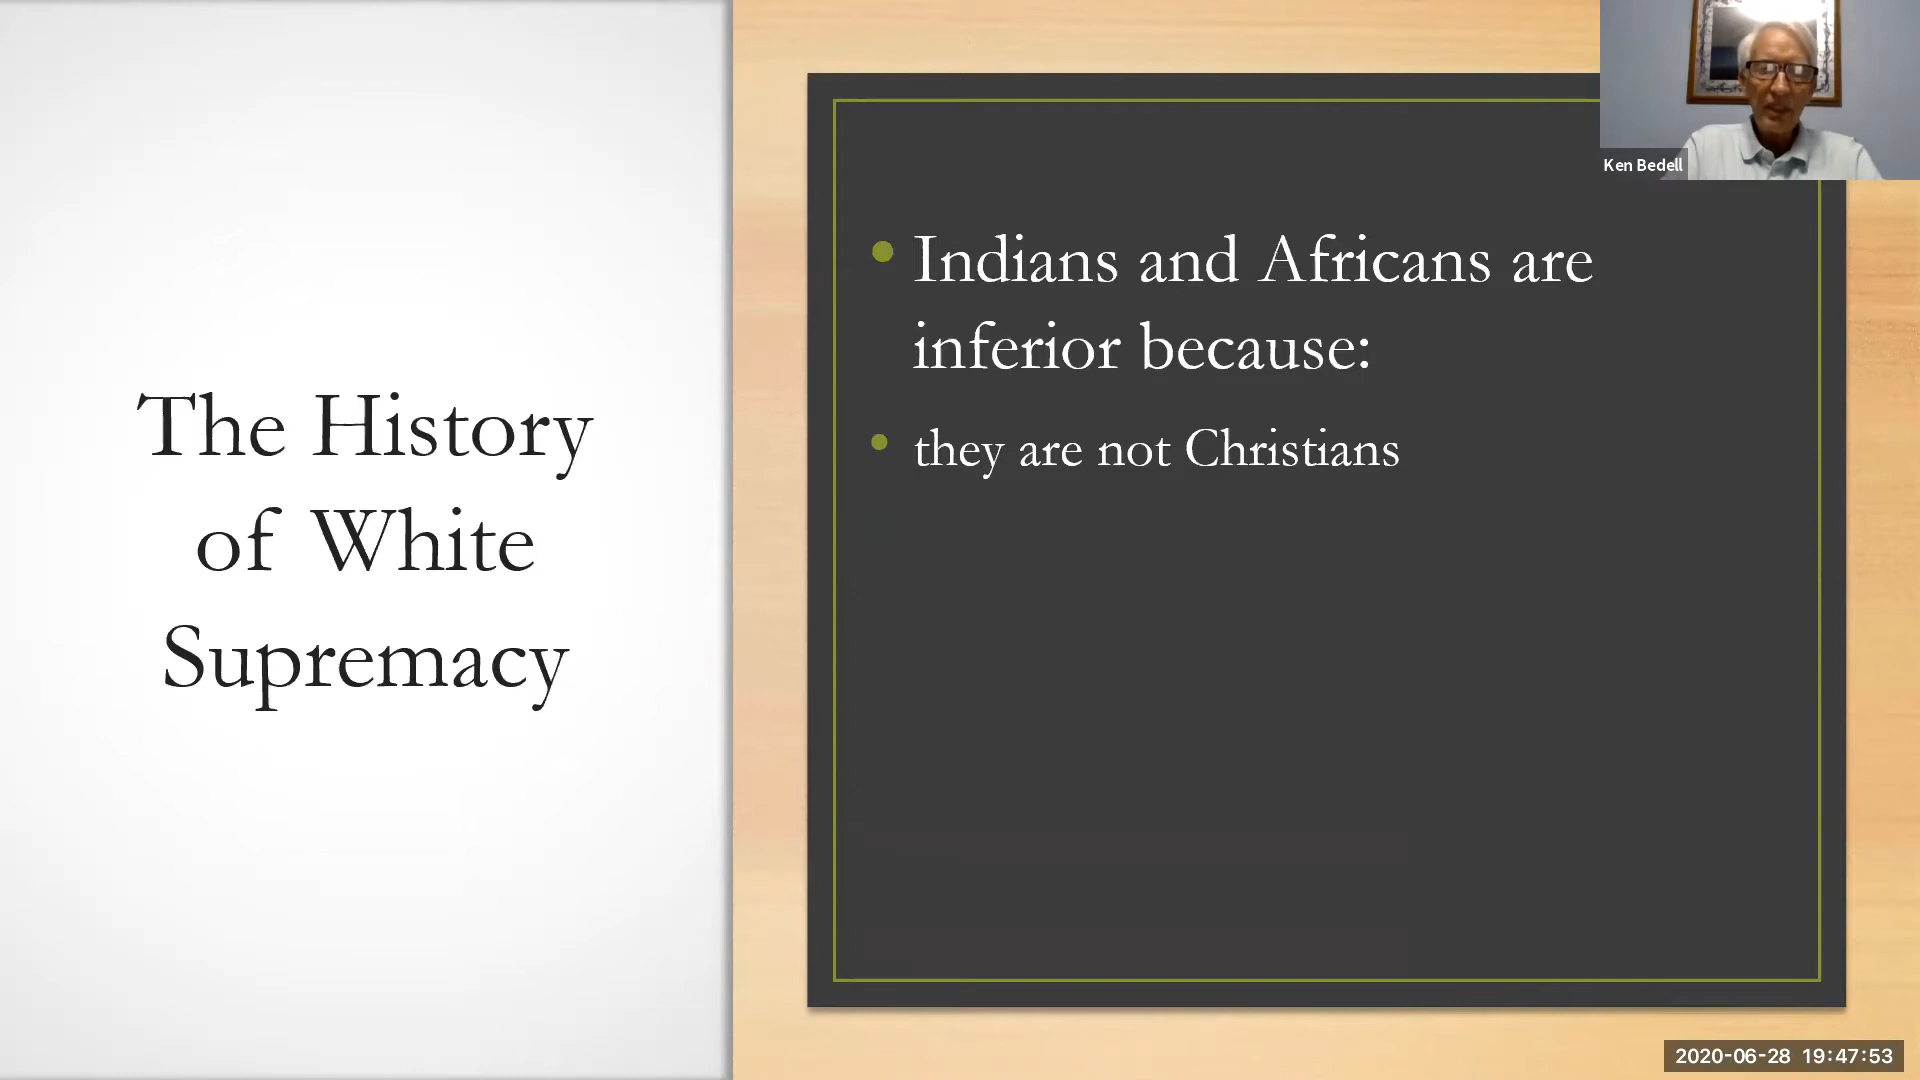 The History
of White
Supremacy
Indians and Africans are
inferior because:
they are not Christians
Ken Bedell
2020-06-28 19:47:53